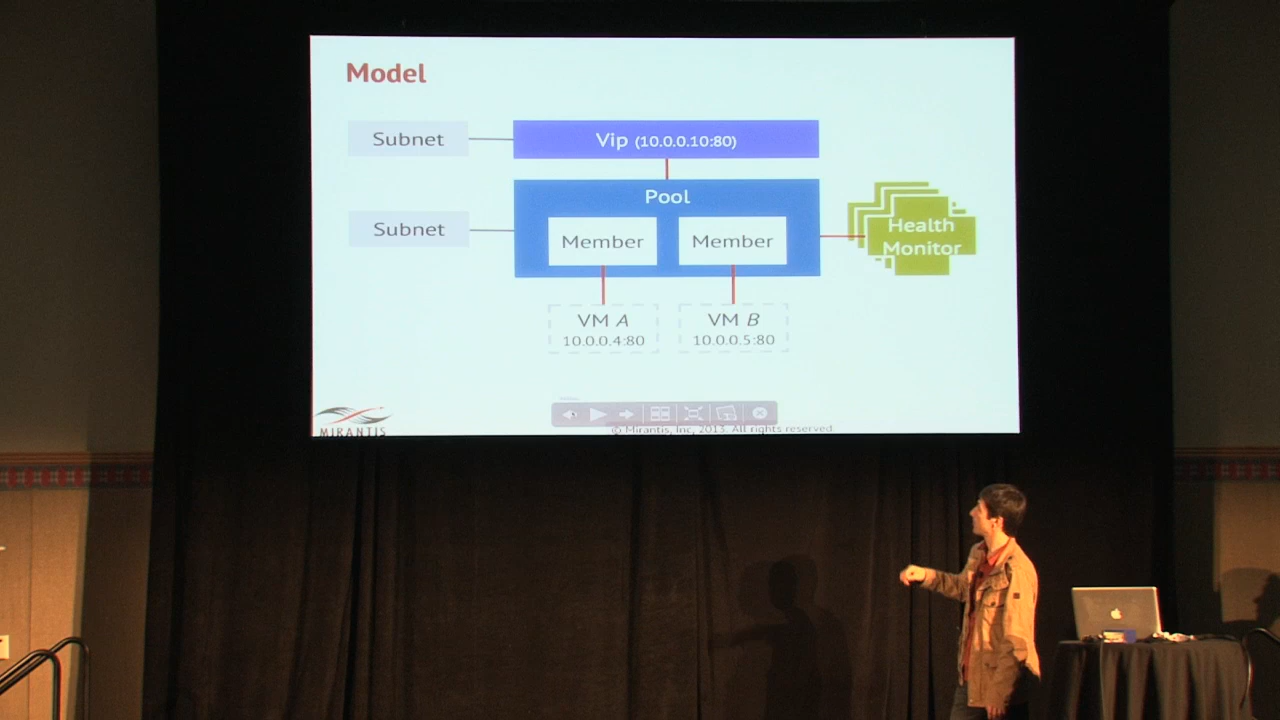 Model
Subnet
Vip (10.0.0.10:80)
Pool
Subnet
Member
Member
Health
Monitor
VM A
10.0.0.4:80
VM B
10.0.0.5:80
MIRANTIS
© Mirantis, Inc, 2013. All rights reserved